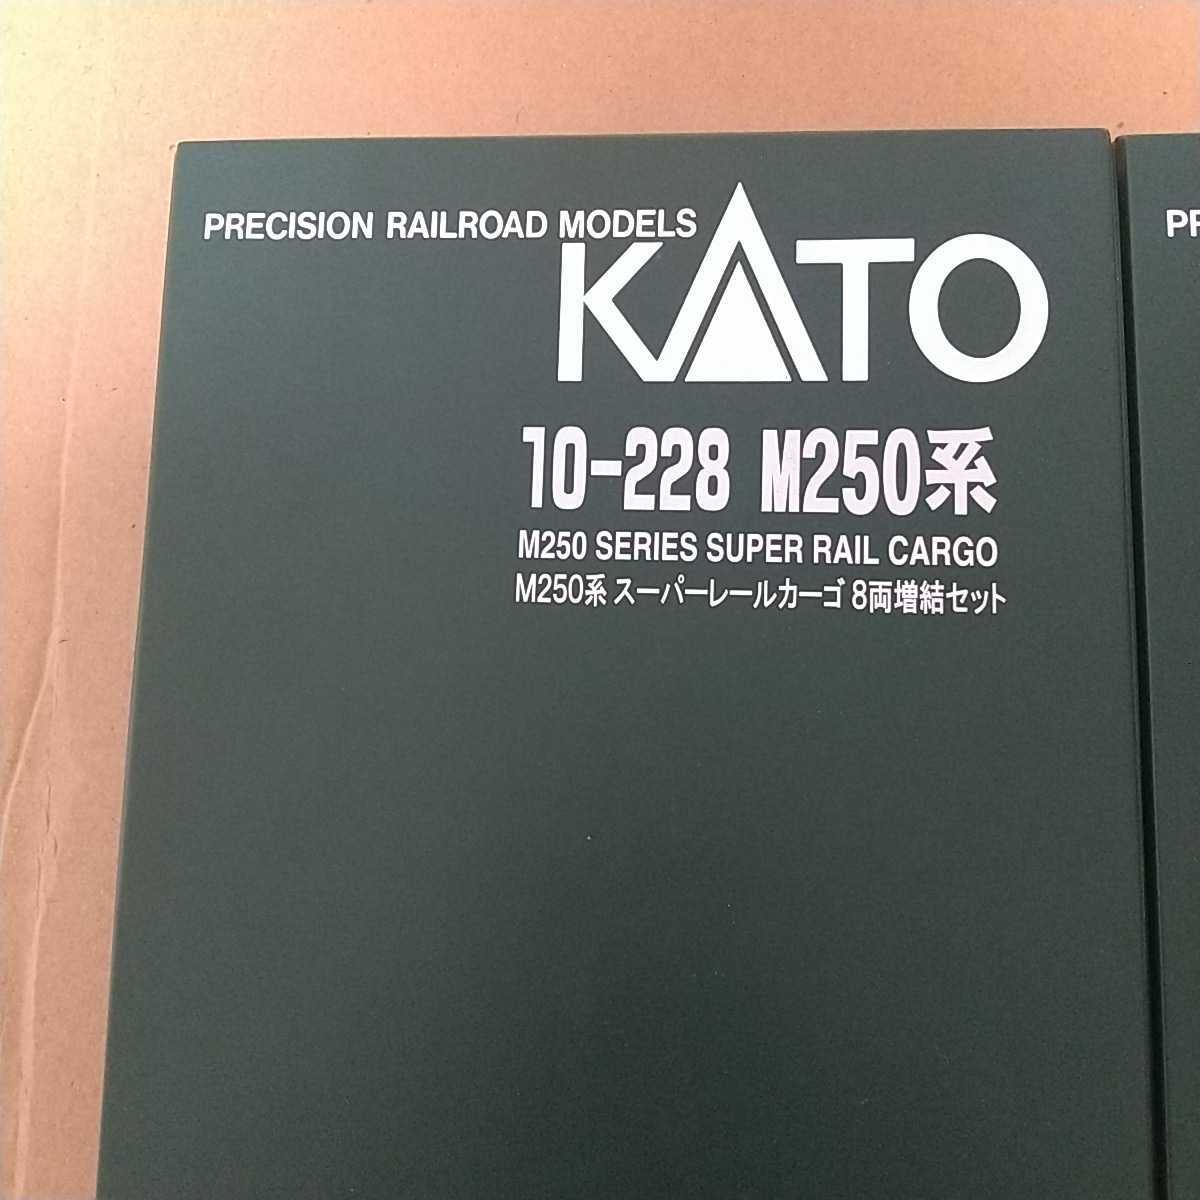 PRECISION RAILROAD MODELS
KATO
10-228 M250系
M250 SERIES SUPER RAIL CARGO
M250系 スーパーレールカーゴ 8両増結セット
PR